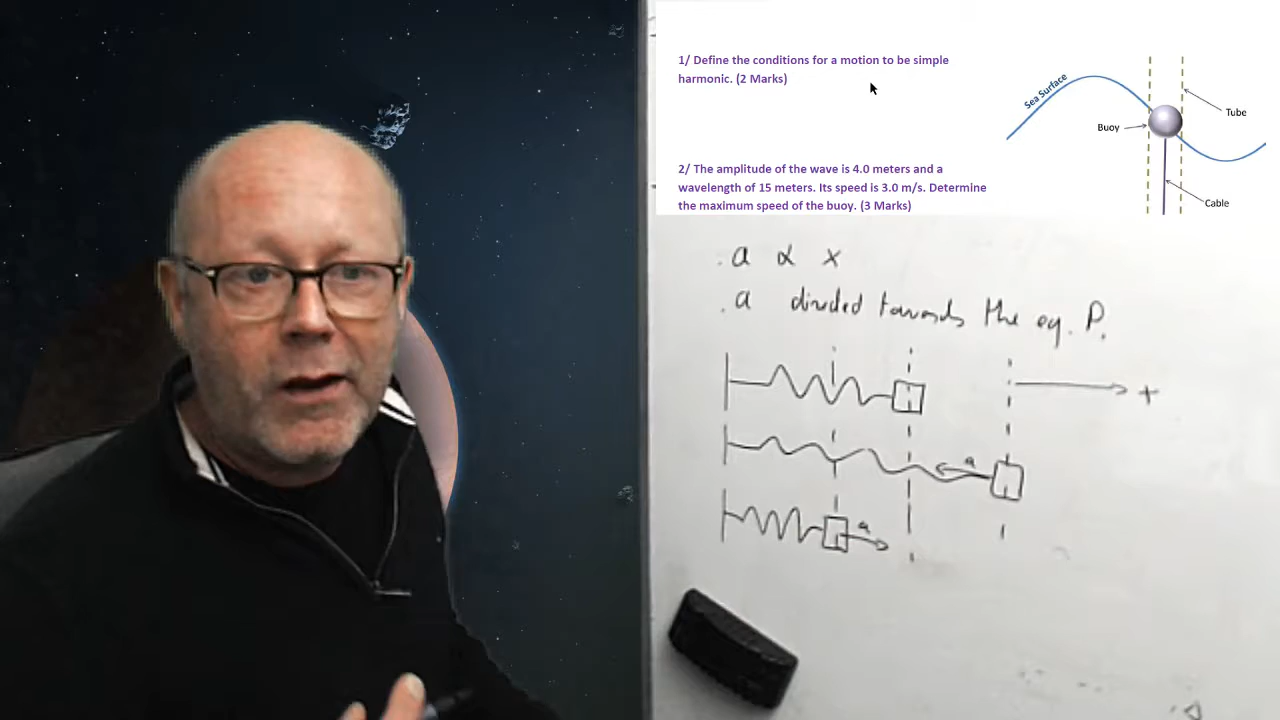 1/ Define the conditions for a motion to be simple
harmonic. (2 Marks)
Sea Surface
Tube
Buoy
2/ The amplitude of the wave is 4.0 meters and a
wavelength of 15 meters. Its speed is 3.0 m/s. Determine
the maximum speed of the buoy. (3 Marks)
Cable
. a α x
. a divided towards the eq. P.
+
a
a